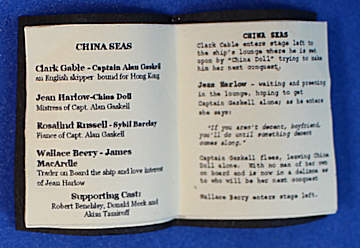 CHINA SEAS
Clark Gable - Captain Alan Gaskell
an English skipper bound for Hong Kong
Jean Harlow-China Doll
Mistress of Capt. Alan Gaskell
Rosalind Russell - Sybil Barclay
Fiance of Capt. Alan Gaskell
Wallace Beery - James
MacArdle
Trader on Board the ship and love interest
of Jean Harlow
Supporting Cast:
Robert Benchley, Donald Meek and
Akim Tamiroff
CHINA SEAS
Clark Gable enters stage left to
the ship's lounge where he is set
upon by "China Doll" trying to make
him her next conquest.
Jean Harlow - waiting and preening
in the lounge, hoping to get
Captain Gaskell alone; as he enters
she says:
"If you aren't decent, boyfriend,
you'll do until something decent
comes along."
Captain Gaskell flees, leaving China
Doll alone. With no man of her own
on board and is now in a delima as
to who will be her next conquest
Wallace Beery enters stage left.